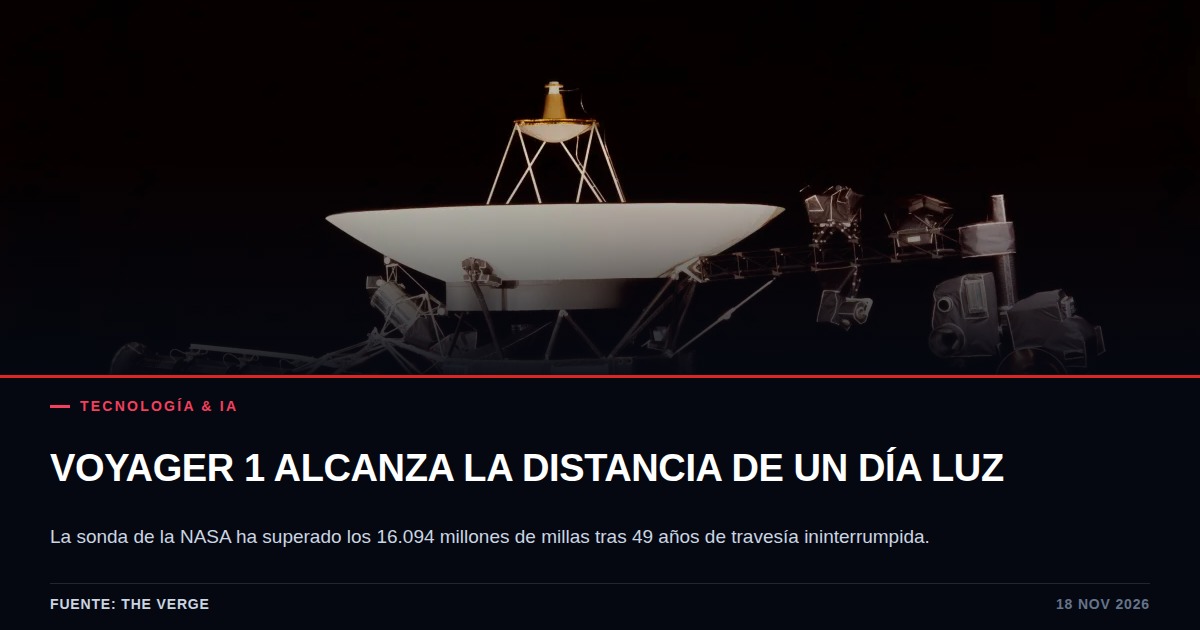 TECNOLOGÍA & IA
VOYAGER 1 ALCANZA LA DISTANCIA DE UN DÍA LUZ
La sonda de la NASA ha superado los 16.094 millones de millas tras 49 años de travesía ininterrumpida.
FUENTE: THE VERGE
18 NOV 2026